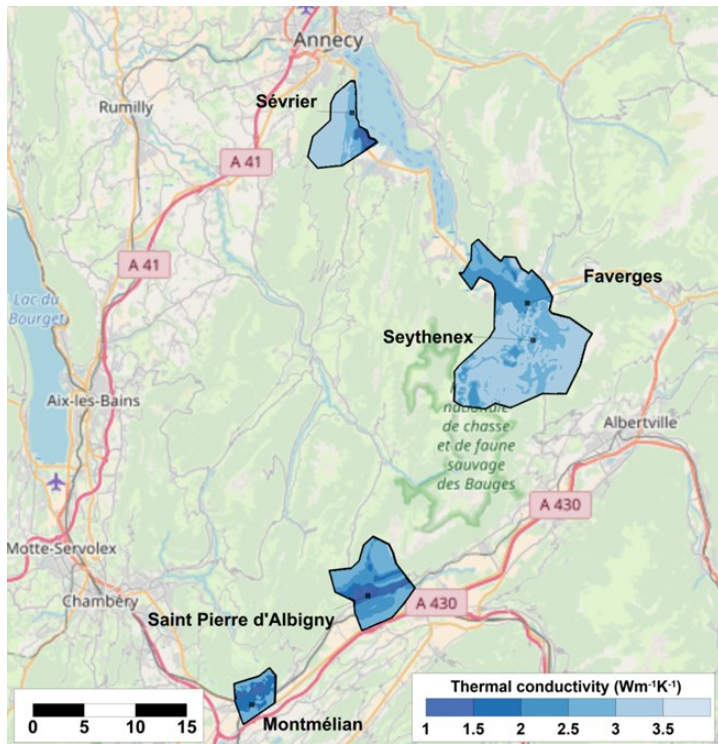 Annecy
Sévrier
Rumilly
A 41
A 41
Lac du
Bourget
Faverges
Seythenex
nationale
de chasse
et de faune
sauvage
des Bauges
Aix-les-Bains
Albertville
A 430
Motte-Servolex
Chambéry
Saint Pierre d'Albigny
A 430
Montmélian
0 5 10 15
Thermal conductivity (Wm⁻¹K⁻¹)
1 1.5 2 2.5 3 3.5